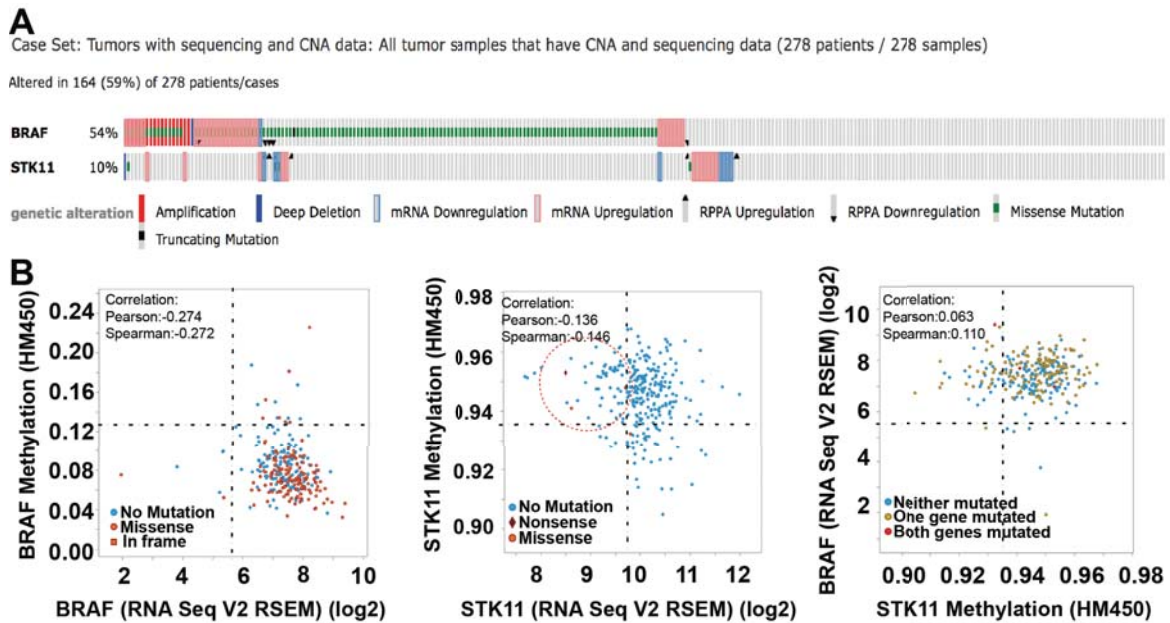 A
Case Set: Tumors with sequencing and CNA data: All tumor samples that have CNA and sequencing data (278 patients / 278 samples)
Altered in 164 (59%) of 278 patients/cases
BRAF 54%
STK11 10%
genetic alteration Amplification Deep Deletion mRNA Downregulation mRNA Upregulation RPPA Upregulation RPPA Downregulation Missense Mutation
Truncating Mutation
B
BRAF Methylation (HM450)
0.24
0.20
0.16
0.12
0.08
0.04
0.00
Correlation:
Pearson:-0.274
Spearman:-0.272
No Mutation
Missense
In frame
2 4 6 8 10
BRAF (RNA Seq V2 RSEM) (log2)
STK11 Methylation (HM450)
0.98
0.96
0.94
0.92
0.90
Correlation:
Pearson:-0.136
Spearman:-0.146
No Mutation
Nonsense
Missense
8 9 10 11 12
STK11 (RNA Seq V2 RSEM) (log2)
BRAF (RNA Seq V2 RSEM) (log2)
10
8
6
4
2
Correlation:
Pearson:0.063
Spearman:0.110
Neither mutated
One gene mutated
Both genes mutated
0.90 0.92 0.94 0.96 0.98
STK11 Methylation (HM450)